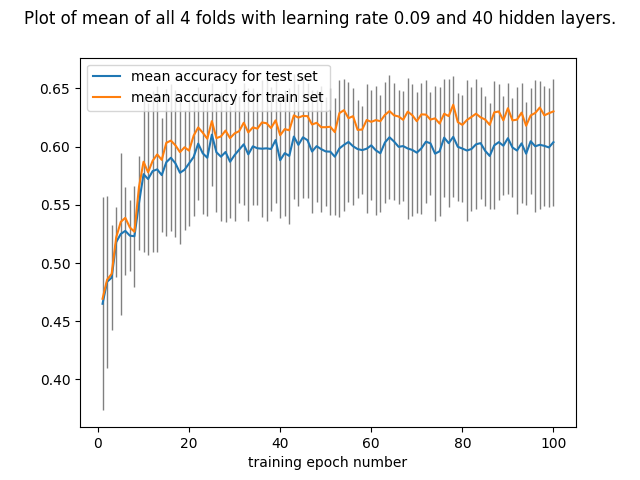 Plot of mean of all 4 folds with learning rate 0.09 and 40 hidden layers.
mean accuracy for test set
mean accuracy for train set
0.65
0.60
0.55
0.50
0.45
0.40
0 20 40 60 80 100
training epoch number